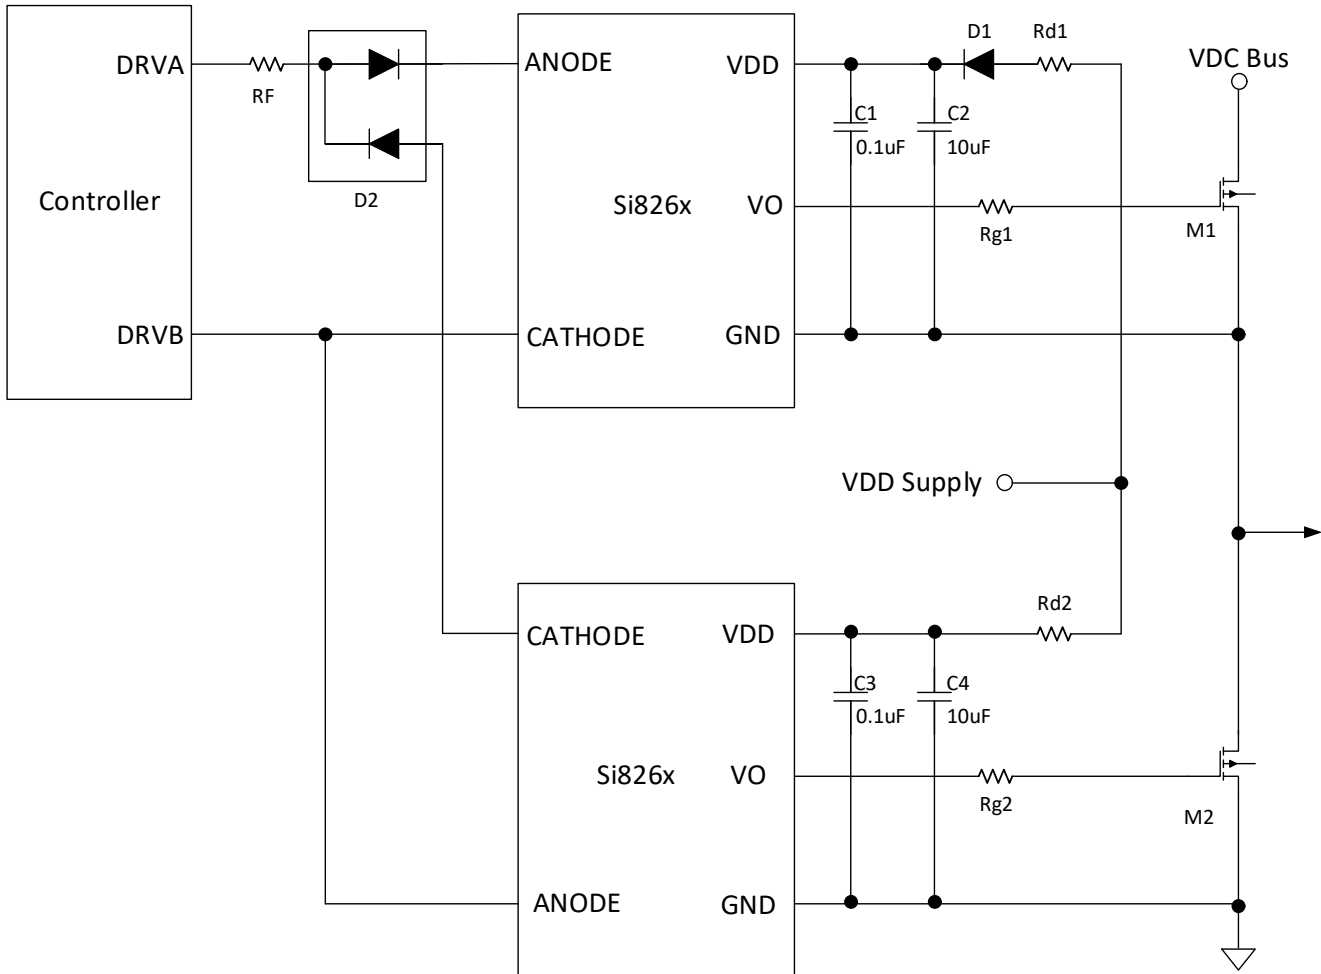 DRVA
RF
D2
Controller
DRVB
ANODE
VDD
Si826x
VO
CATHODE
GND
C1
0.1uF
C2
10uF
D1
Rd1
VDC Bus
Rg1
M1
VDD Supply
CATHODE
VDD
Si826x
VO
ANODE
GND
C3
0.1uF
C4
10uF
Rd2
Rg2
M2